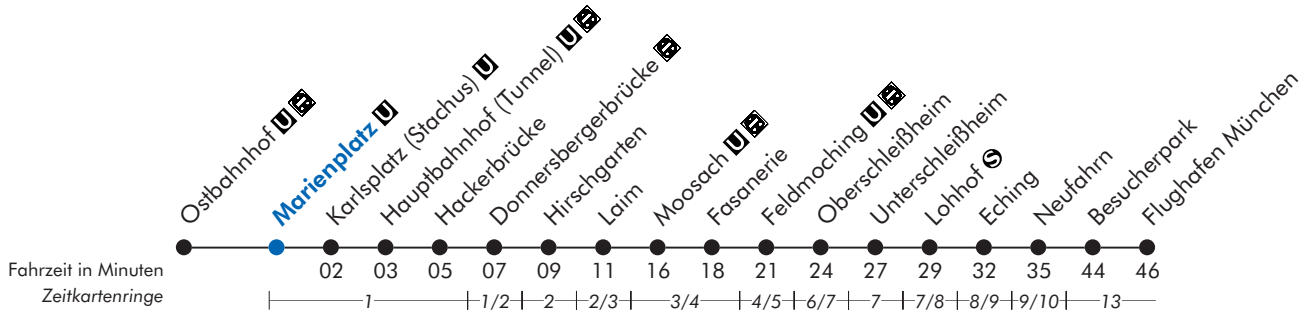 Ostbahnhof U
Marienplatz U
Karlsplatz (Stachus) U
Hauptbahnhof (Tunnel) U
Hackerbrücke
Donnersbergerbrücke
Hirschgarten
Laim
Moosach U
Fasanerie
Feldmoching U
Oberschleißheim
Unterschleißheim
Lohhof S
Eching
Neufahrn
Besucherpark
Flughafen München
Fahrzeit in Minuten 02 03 05 07 09 11 16 18 21 24 27 29 32 35 44 46
Zeitkartenringe 1 1/2 2 2/3 3/4 4/5 6/7 7 7/8 8/9 9/10 13